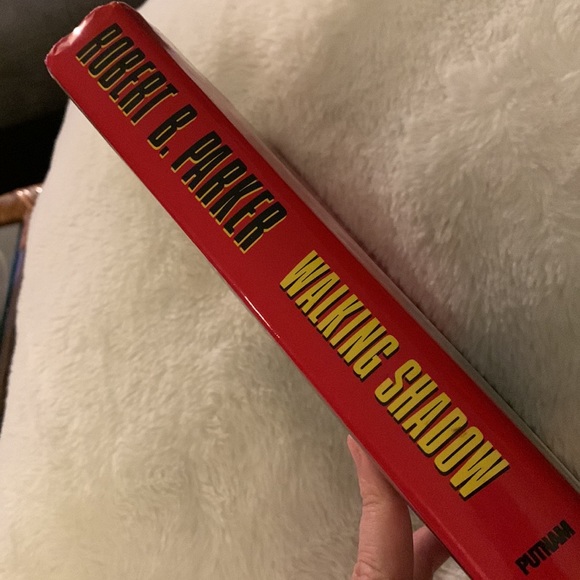 ROBERT B. PARKER
WALKING SHADOW
PUTNAM